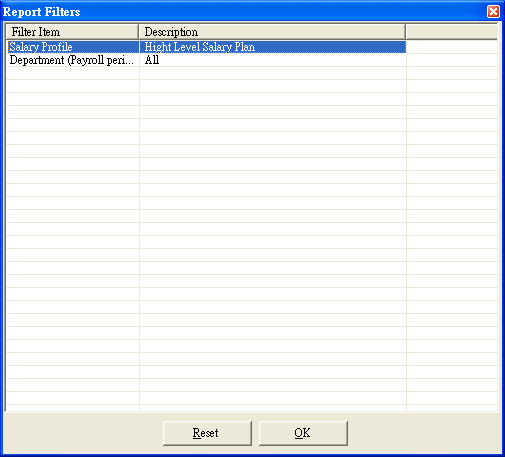 Report Filters
Filter Item Description
Salary Profile Hight Level Salary Plan
Department (Payroll peri... All
Reset OK